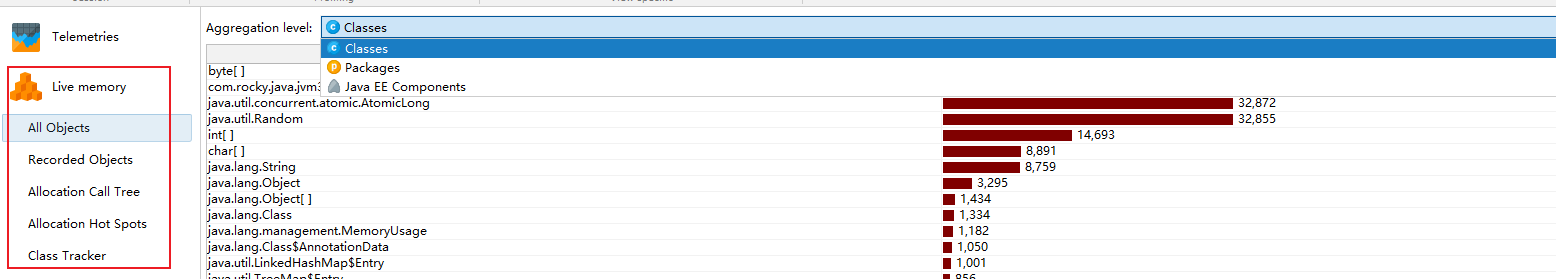 Telemetries
Live memory
All Objects
Recorded Objects
Allocation Call Tree
Allocation Hot Spots
Class Tracker
Aggregation level: Classes
Classes
Packages
Java EE Components
byte[ ]
com.rocky.java.jvm3
java.util.concurrent.atomic.AtomicLong 32,872
java.util.Random 32,855
int[ ] 14,693
char[ ] 8,891
java.lang.String 8,759
java.lang.Object 3,295
java.lang.Object[ ] 1,434
java.lang.Class 1,334
java.lang.management.MemoryUsage 1,182
java.lang.Class$AnnotationData 1,050
java.util.LinkedHashMap$Entry 1,001
java.util.TreeMap$Entry 856